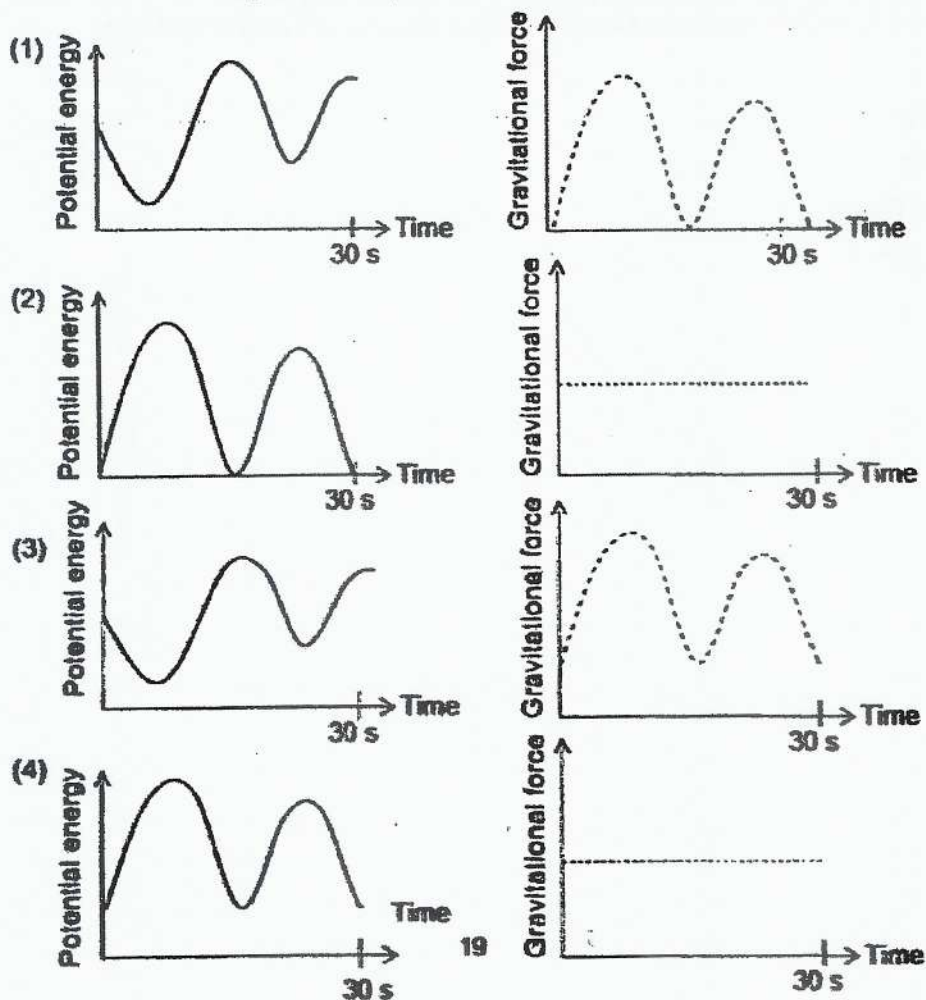 (1)
Potential energy
Time
30 s
Gravitational force
Time
30 s
(2)
Potential energy
Time
30 s
Gravitational force
Time
30 s
(3)
Potential energy
Time
30 s
Gravitational force
Time
30 s
(4)
Potential energy
Time
30 s
Gravitational force
Time
30 s
19